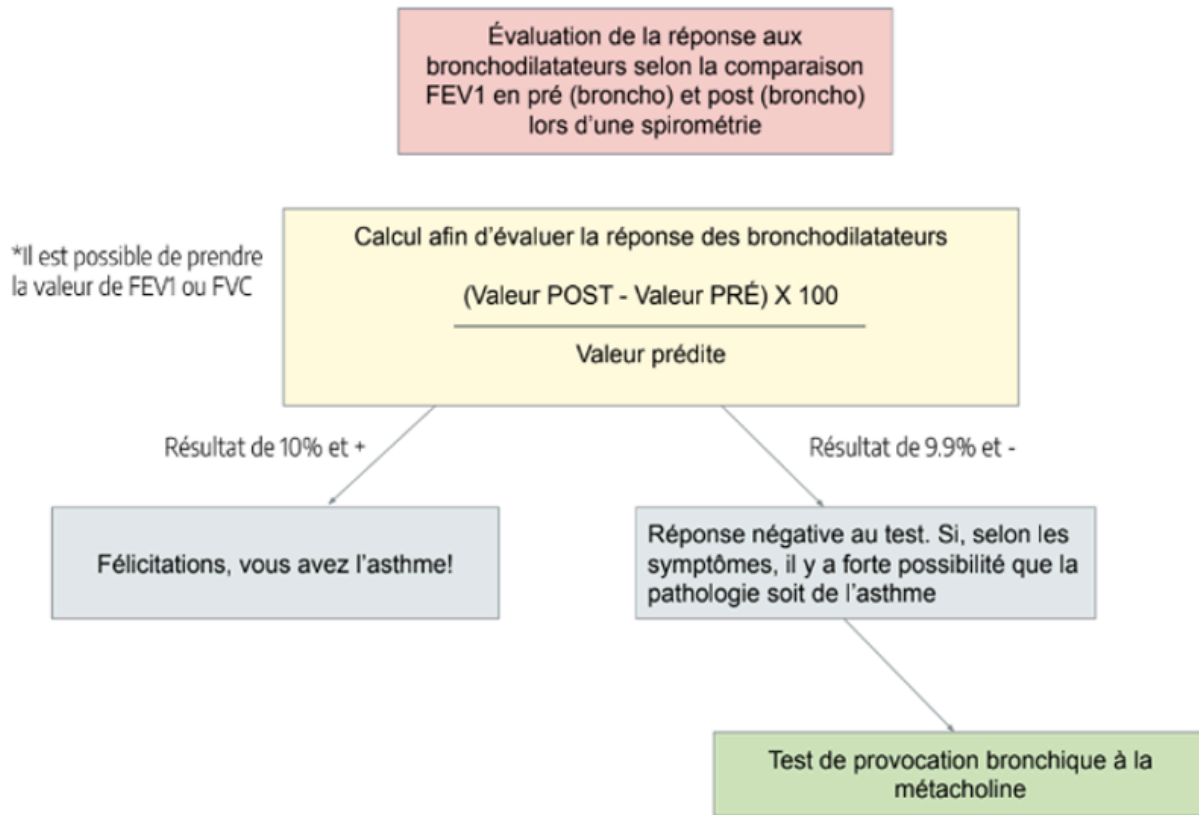 Évaluation de la réponse aux
bronchodilatateurs selon la comparaison
FEV1 en pré (broncho) et post (broncho)
lors d'une spirométrie
*Il est possible de prendre
la valeur de FEV1 ou FVC
Calcul afin d'évaluer la réponse des bronchodilatateurs
(Valeur POST - Valeur PRÉ) X 100
Valeur prédite
Résultat de 10% et +
Résultat de 9.9% et -
Félicitations, vous avez l'asthme!
Réponse négative au test. Si, selon les
symptômes, il y a forte possibilité que la
pathologie soit de l'asthme
Test de provocation bronchique à la
métacholine